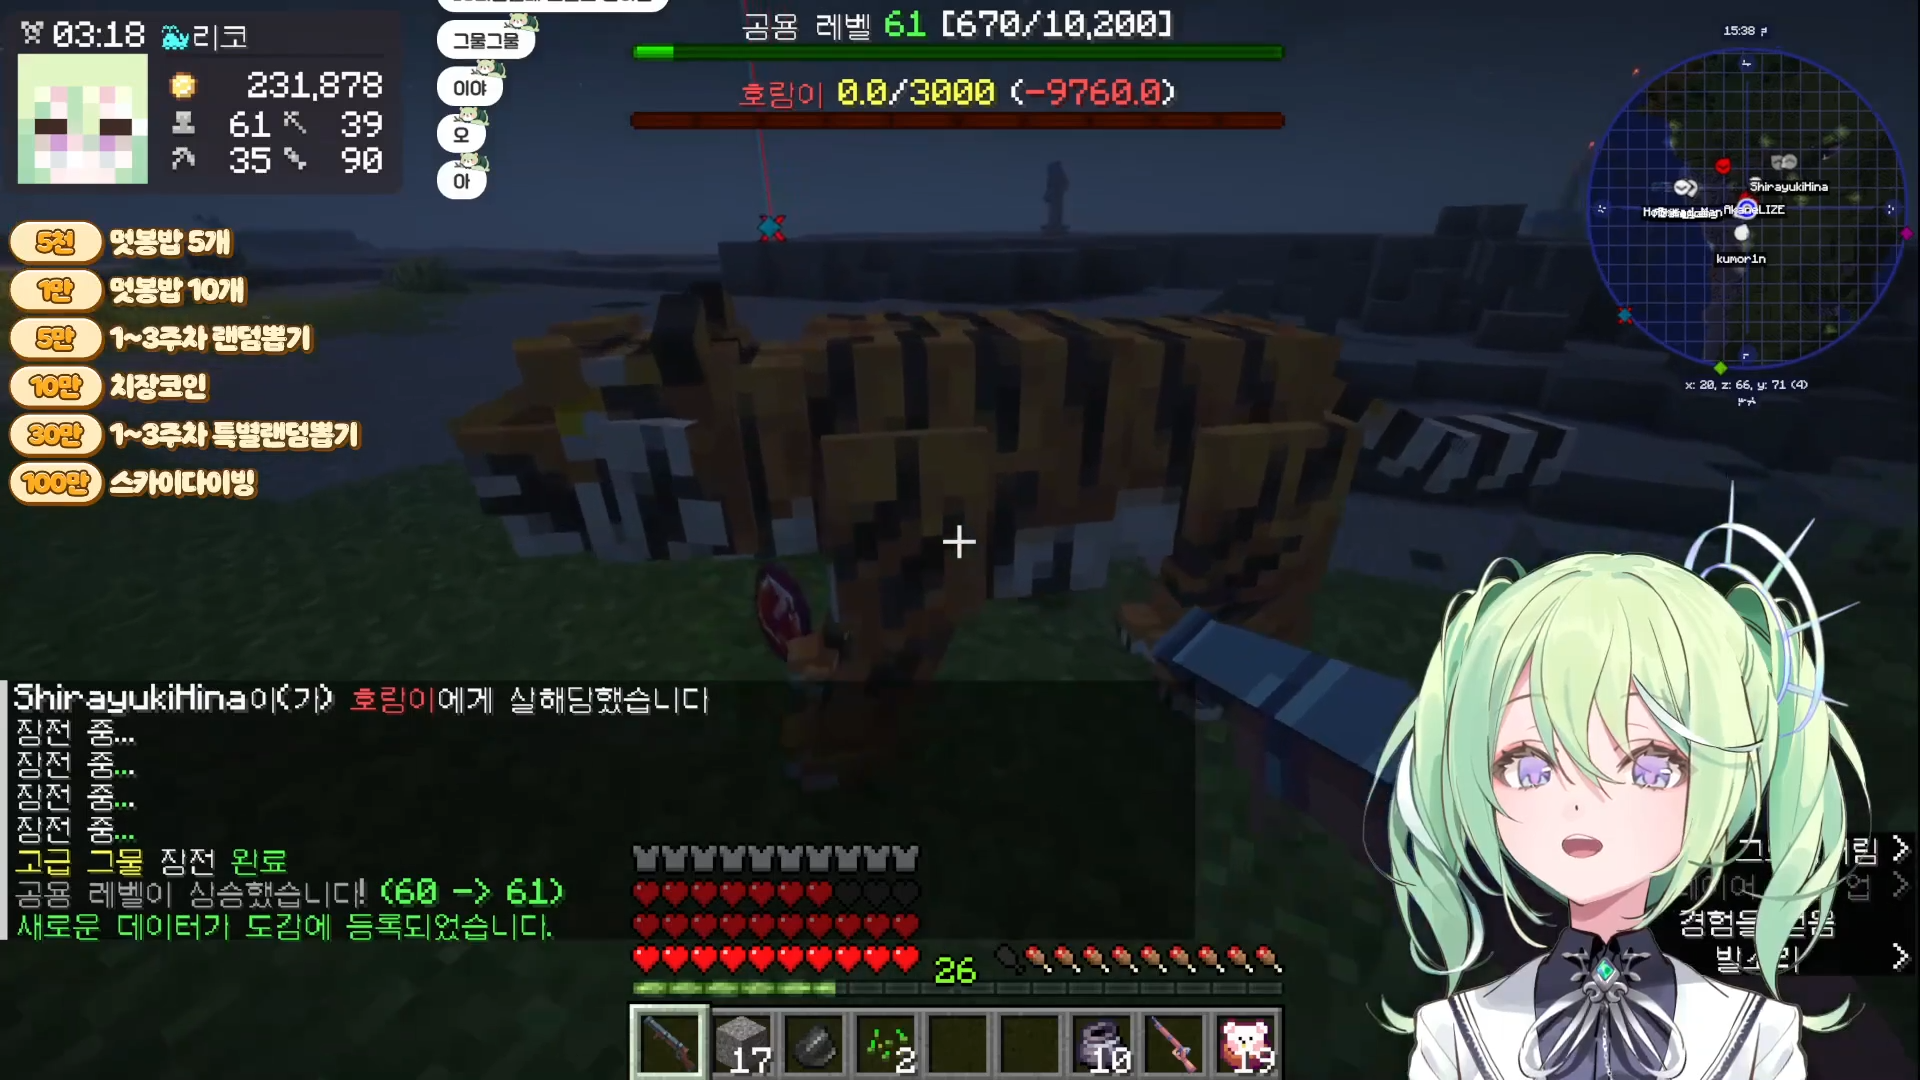 03:18 리코
231,878
61 39
35 90
그물그물
이야
오
아
공룡 레벨 61 [670/10,200]
호랑이 0.0/3000 (-9760.0)
15:38
ShirayukiHina
AkaneLIZE
kumor1n
x: 20, z: 66, y: 71 (4)
5천 멋봉밥 5개
1만 멋봉밥 10개
5만 1~3주차 랜덤뽑기
10만 치장코인
30만 1~3주차 특별랜덤뽑기
100만 스카이다이빙
ShirayukiHina이(가) 호랑이에게 살해당했습니다
장전 중...
장전 중...
장전 중...
장전 중...
고급 그물 장전 완료
공룡 레벨이 상승했습니다! (60 -> 61)
새로운 데이터가 도감에 등록되었습니다.
경험
발소리 >
26
17
2
10
19